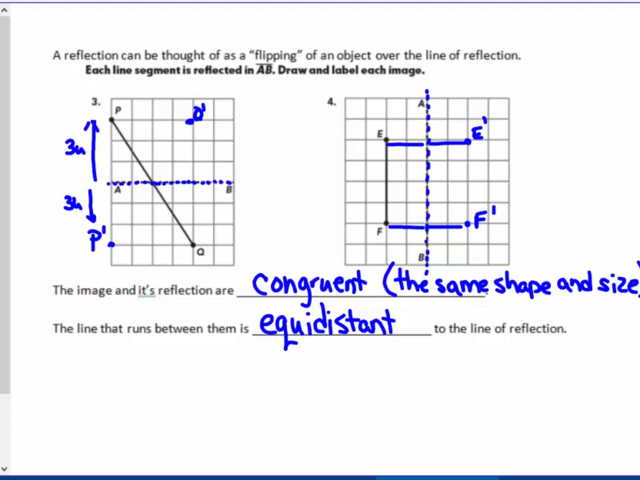 A reflection can be thought of as a "flipping" of an object over the line of reflection.
Each line segment is reflected in AB. Draw and label each image.
3.
P
Q'
3u
A
B
3u
P'
Q
4.
A
E
E'
F
F'
B
The image and it's reflection are congruent (the same shape and size)
The line that runs between them is equidistant to the line of reflection.